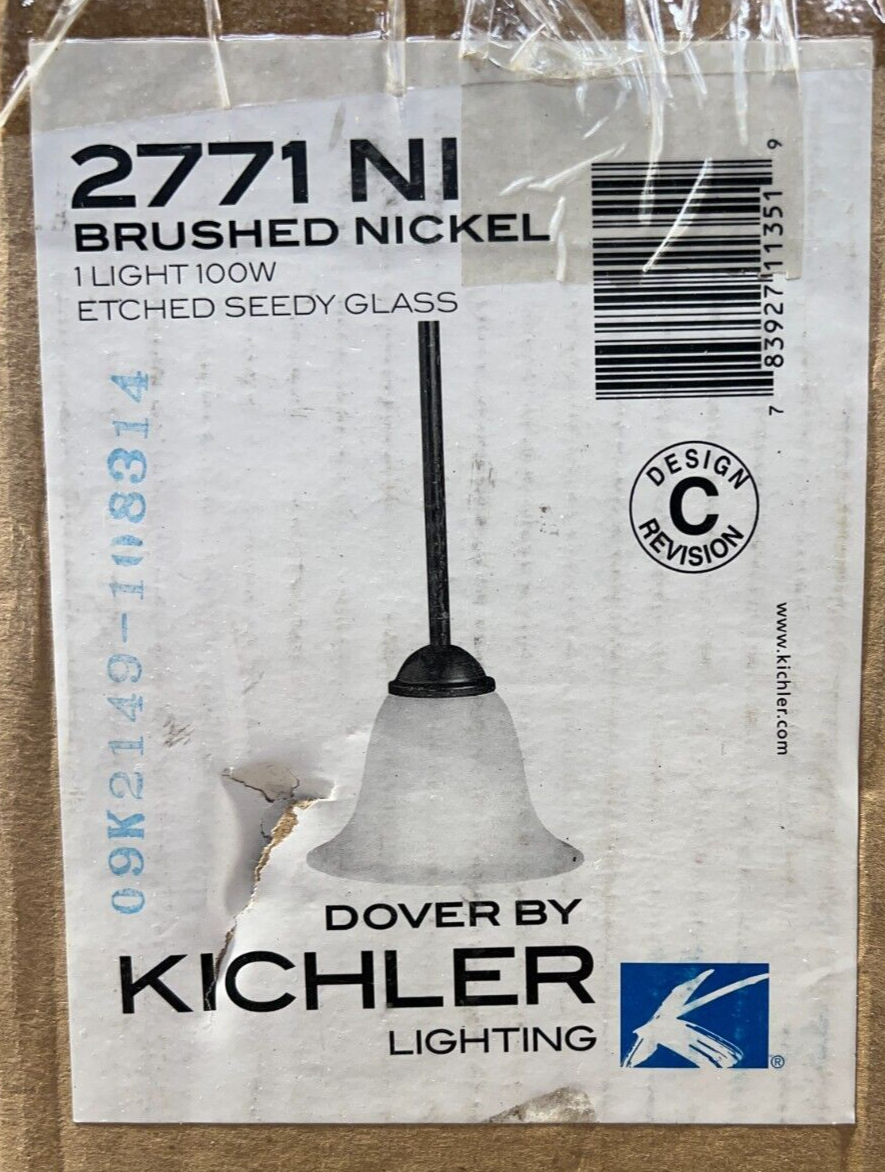 2771 NI
BRUSHED NICKEL
1 LIGHT 100W
ETCHED SEEDY GLASS
7 83927 11351 9
DESIGN
C
REVISION
www.kichler.com
09K2149-108314
DOVER BY
KICHLER
LIGHTING
®